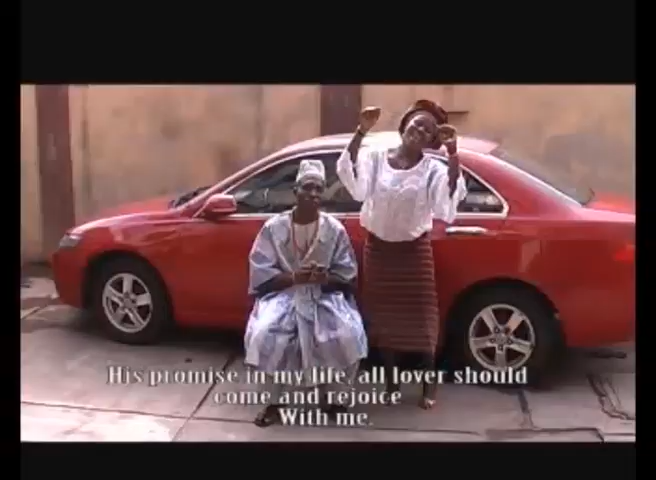 His promise in my life, all lover should
come and rejoice
With me.